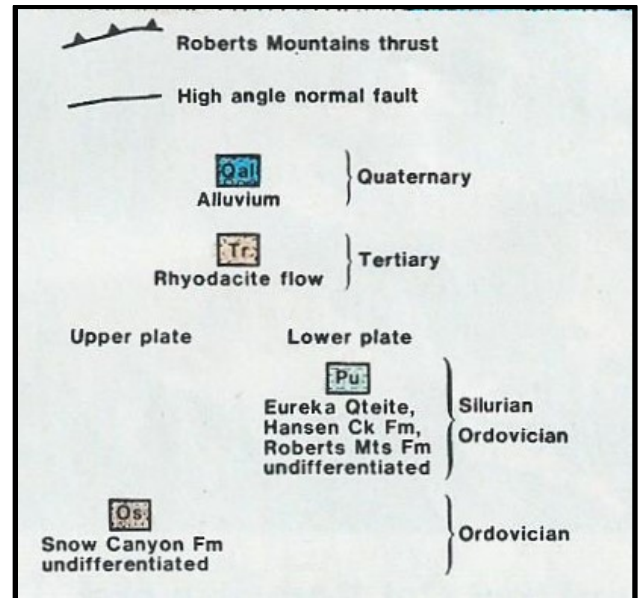 Roberts Mountains thrust
High angle normal fault
Qal
Alluvium
Quaternary
Tr
Rhyodacite flow
Tertiary
Upper plate Lower plate
Pu
Eureka Qteite,
Hansen Ck Fm,
Roberts Mts Fm
undifferentiated
Silurian
Ordovician
Os
Snow Canyon Fm
undifferentiated
Ordovician